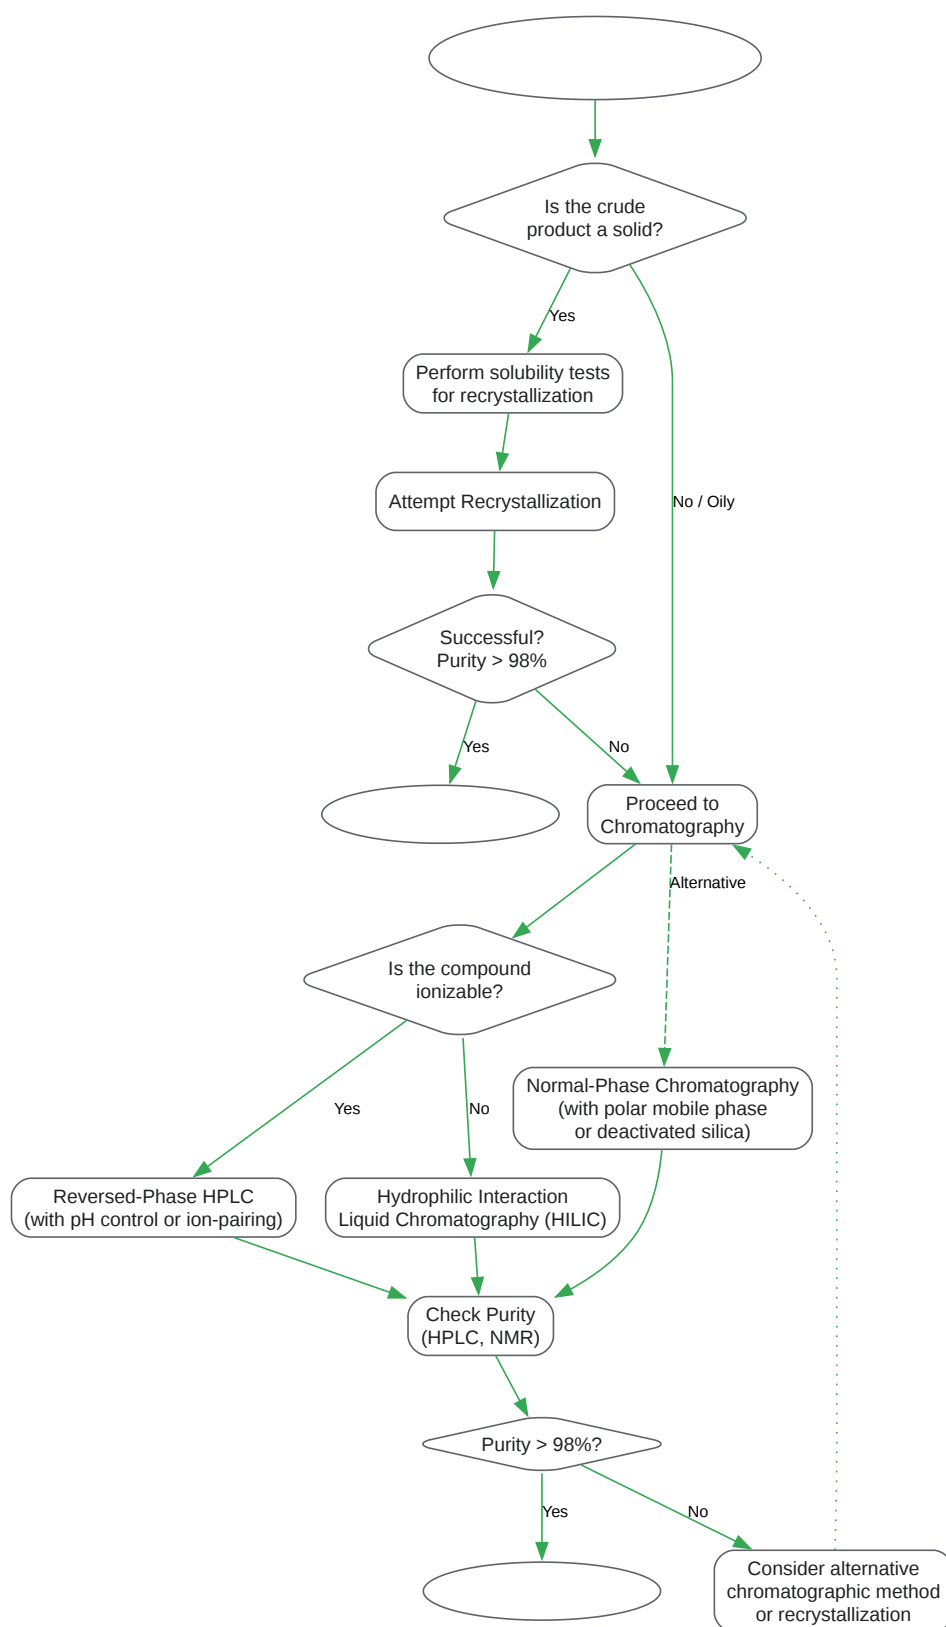 Is the crude
product a solid?
Yes
Perform solubility tests
for recrystallization
Attempt Recrystallization
No / Oily
Successful?
Purity > 98%
Yes
No
Proceed to
Chromatography
Alternative
Is the compound
ionizable?
Yes
No
Normal-Phase Chromatography
(with polar mobile phase
or deactivated silica)
Reversed-Phase HPLC
(with pH control or ion-pairing)
Hydrophilic Interaction
Liquid Chromatography (HILIC)
Check Purity
(HPLC, NMR)
Purity > 98%?
Yes
No
Consider alternative
chromatographic method
or recrystallization